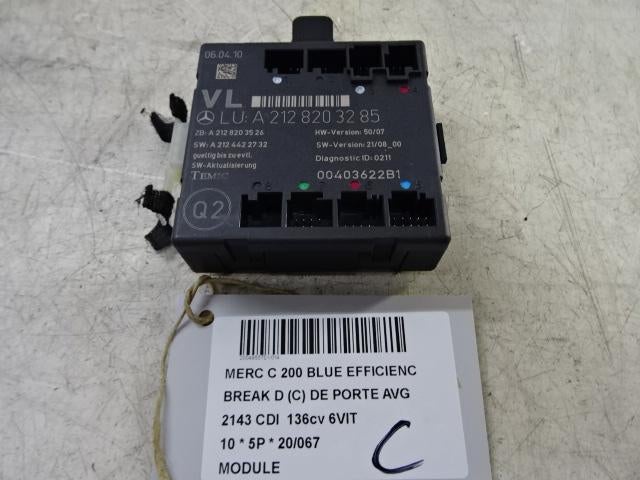 06.04.10
VL
LU: A 212 820 32 85
ZB: A 212 820 35 26
HW-Version: 50/07
SW: A 212 442 27 32
SW-Version: 21/08_00
gueltig bis zu evtl.
Diagnostic ID: 0211
SW-Aktualisierung
TEMIC
00403622B1
Q2
MERC C 200 BLUE EFFICIENC
BREAK D (C) DE PORTE AVG
2143 CDI 136cv 6VIT
10 * 5P * 20/067
MODULE
C